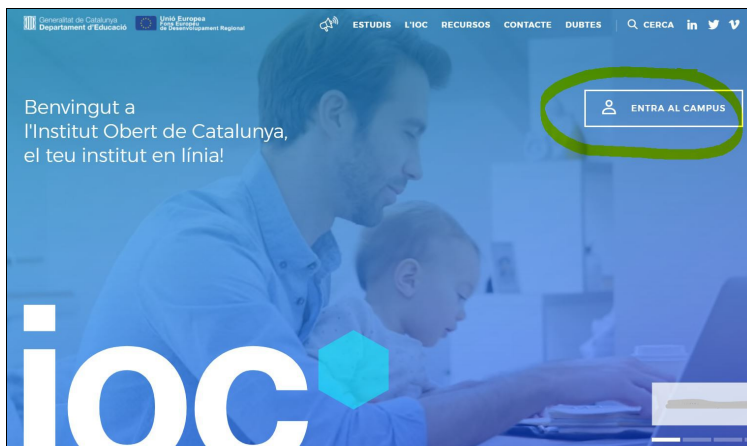 Generalitat de Catalunya
Departament d'Educació
Unió Europea
Fons Europeu
de Desenvolupament Regional
ESTUDIS L'IOC RECURSOS CONTACTE DUBTES CERCA in
ENTRA AL CAMPUS
Benvingut a
l'Institut Obert de Catalunya,
el teu institut en línia!
ioc